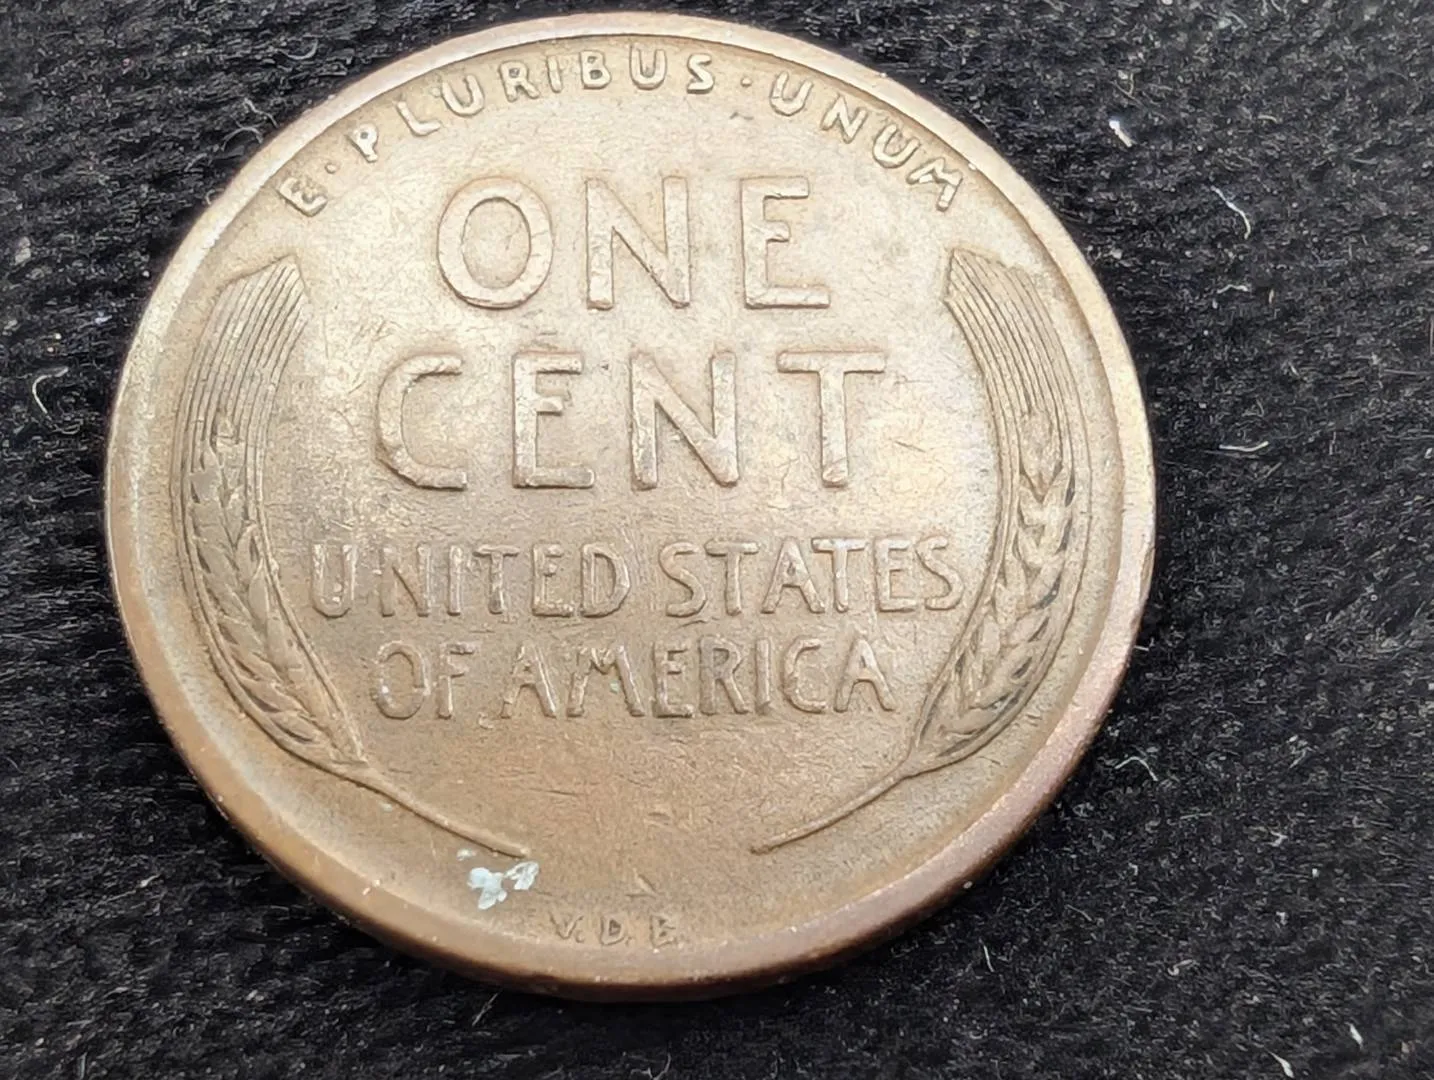 E·PLURIBUS·UNUM
ONE
CENT
UNITED STATES
OF AMERICA
V.D.B.